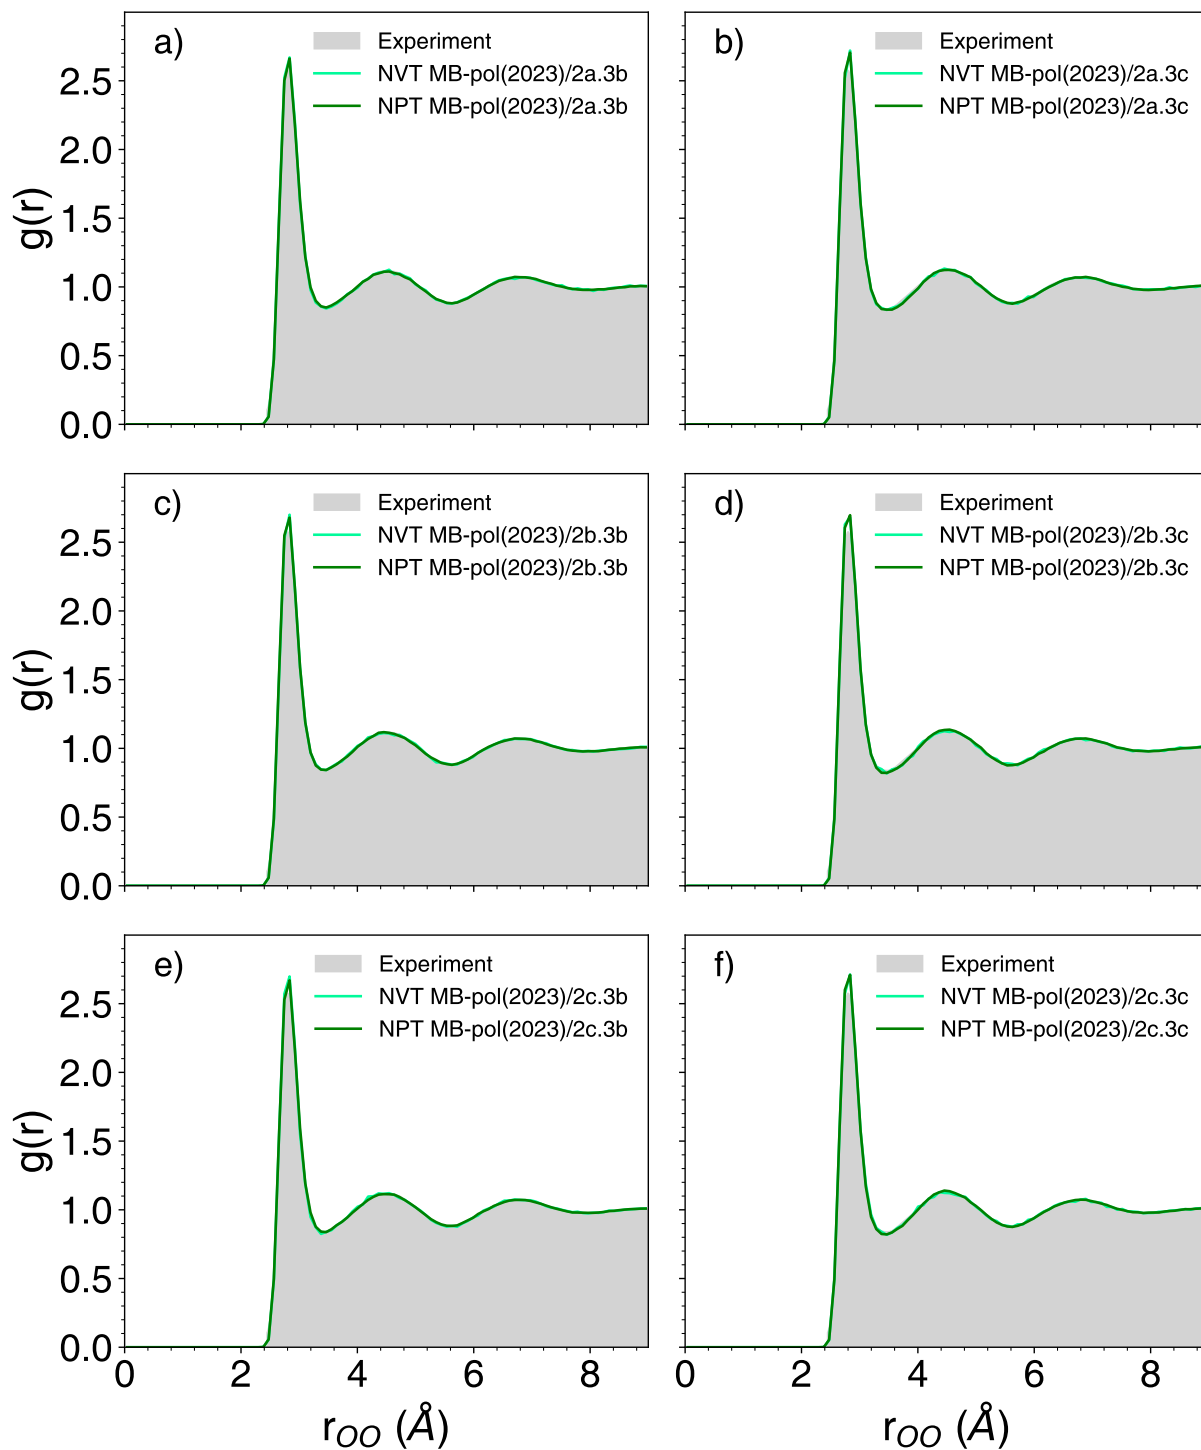 a)
Experiment
NVT MB-pol(2023)/2a.3b
NPT MB-pol(2023)/2a.3b
g(r)
2.5
2.0
1.5
1.0
0.5
0.0
b)
Experiment
NVT MB-pol(2023)/2a.3c
NPT MB-pol(2023)/2a.3c
c)
Experiment
NVT MB-pol(2023)/2b.3b
NPT MB-pol(2023)/2b.3b
g(r)
2.5
2.0
1.5
1.0
0.5
0.0
d)
Experiment
NVT MB-pol(2023)/2b.3c
NPT MB-pol(2023)/2b.3c
e)
Experiment
NVT MB-pol(2023)/2c.3b
NPT MB-pol(2023)/2c.3b
g(r)
2.5
2.0
1.5
1.0
0.5
0.0
0 2 4 6 8
rOO (Å)
f)
Experiment
NVT MB-pol(2023)/2c.3c
NPT MB-pol(2023)/2c.3c
0 2 4 6 8
rOO (Å)